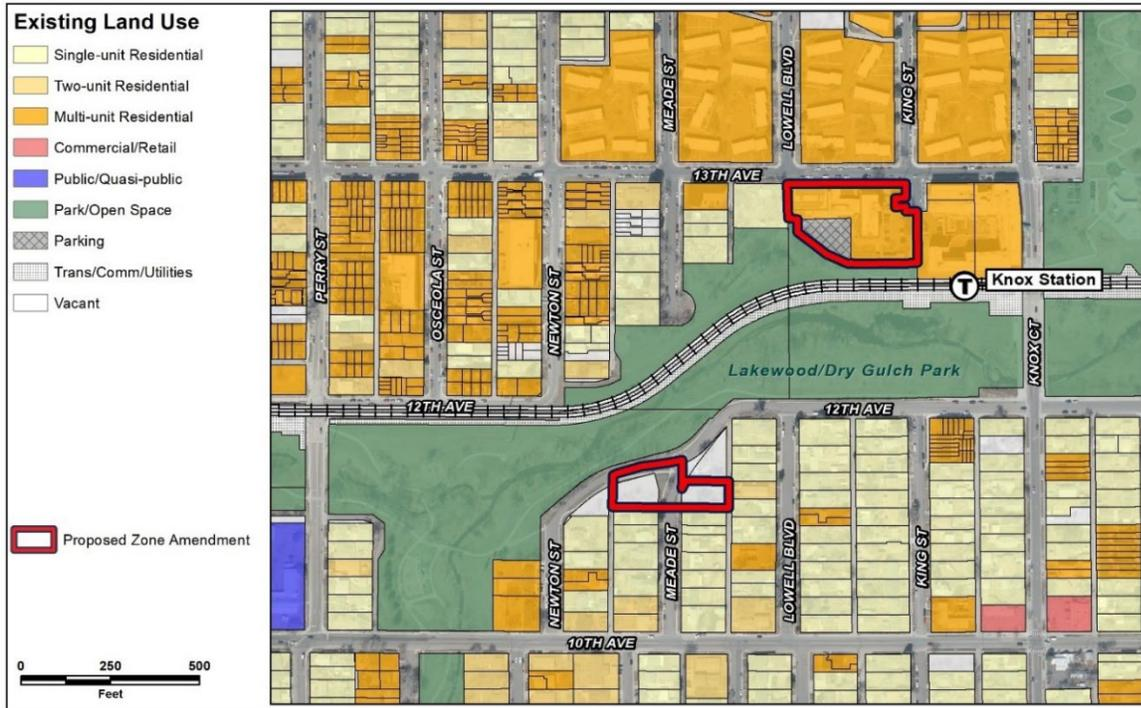 Existing Land Use
Single-unit Residential
Two-unit Residential
Multi-unit Residential
Commercial/Retail
Public/Quasi-public
Park/Open Space
Parking
Trans/Comm/Utilities
Vacant
Proposed Zone Amendment
0 250 500
Feet
MEADE ST
LOWELL BLVD
KING ST
13TH AVE
PERRY ST
OSCEOLA ST
NEWTON ST
T
Knox Station
KNOX CT
Lakewood/Dry Gulch Park
12TH AVE
12TH AVE
NEWTON ST
MEADE ST
LOWELL BLVD
KING ST
10TH AVE